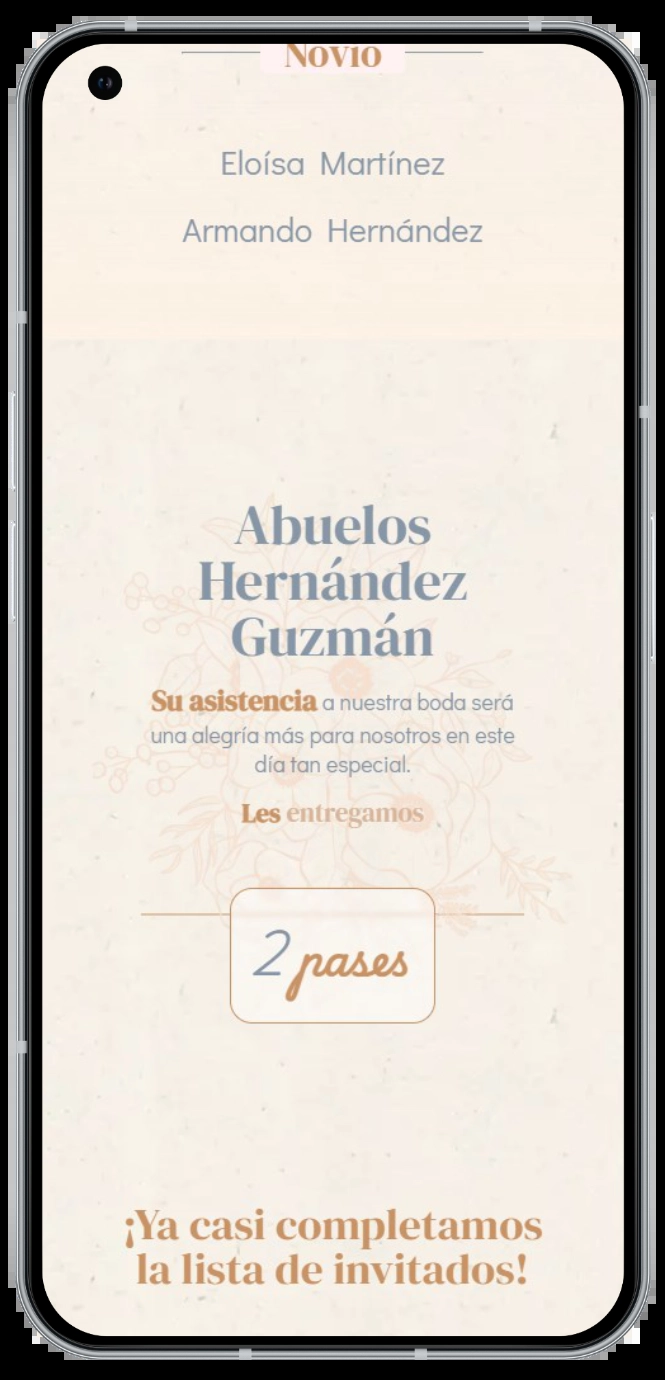 Novio
Eloísa Martínez
Armando Hernández
Abuelos
Hernández
Guzmán
Su asistencia a nuestra boda será
una alegría más para nosotros en este
día tan especial.
Les entregamos
2 pases
¡Ya casi completamos
la lista de invitados!